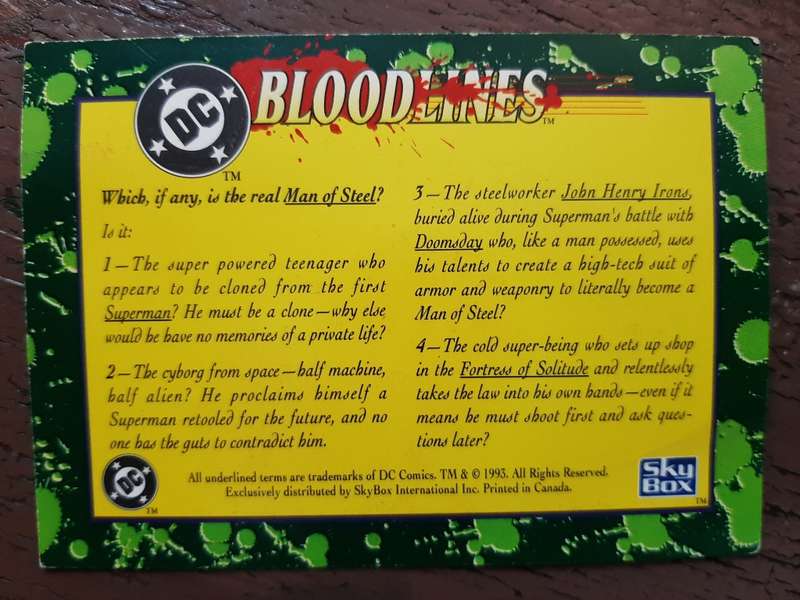 DC
TM
BLOODLINES
TM
Which, if any, is the real Man of Steel?
Is it:
1—The super powered teenager who
appears to be cloned from the first
Superman? He must be a clone—why else
would he have no memories of a private life?
2—The cyborg from space—half machine,
half alien? He proclaims himself a
Superman retooled for the future, and no
one has the guts to contradict him.
3—The steelworker John Henry Irons,
buried alive during Superman's battle with
Doomsday who, like a man possessed, uses
his talents to create a high-tech suit of
armor and weaponry to literally become a
Man of Steel?
4—The cold super-being who sets up shop
in the Fortress of Solitude and relentlessly
takes the law into his own hands—even if it
means he must shoot first and ask ques-
tions later?
DC
TM
All underlined terms are trademarks of DC Comics. TM & © 1993. All Rights Reserved.
Exclusively distributed by SkyBox International Inc. Printed in Canada.
SKY
BOX
TM